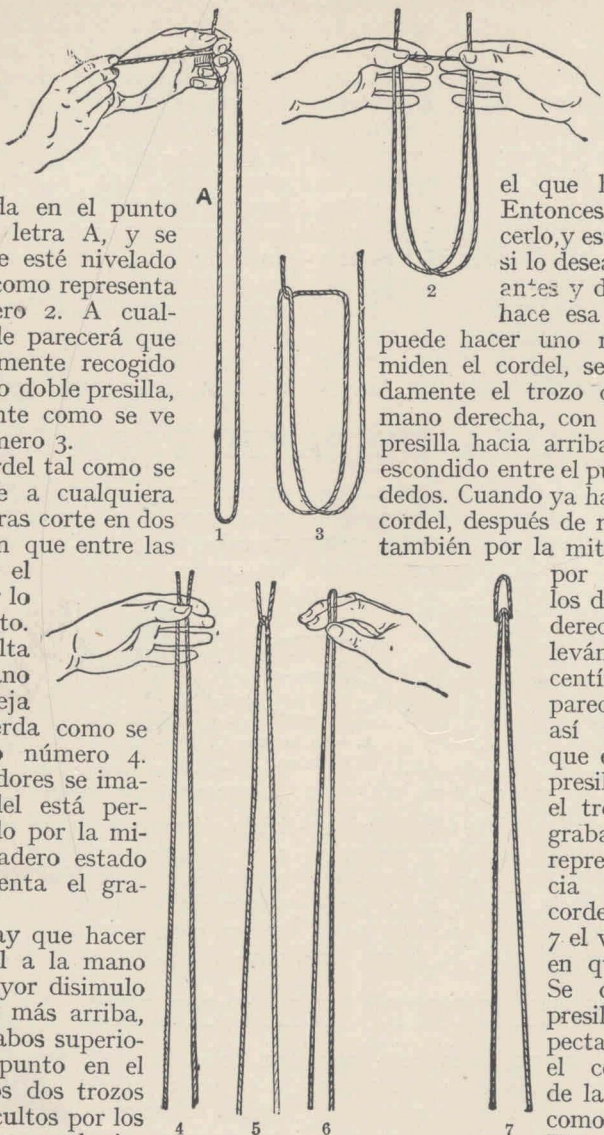 A
da en el punto
letra A, y se
e esté nivelado
como representa
ero 2. A cual-
le parecerá que
mente recogido
o doble presilla,
nte como se ve
mero 3.
rdel tal como se
e a cualquiera
ras corte en dos
n que entre las
el
lo
to.
lta
no
eja
erda como se
o número 4.
dores se ima-
del está per-
lo por la mi-
adero estado
enta el gra-
ay que hacer
l a la mano
yor disimulo
más arriba,
abos superio-
punto en el
s dos trozos
cultos por los
el que h
Entonces
cerlo,y es
si lo desea
antes y d
hace esa
puede hacer uno m
miden el cordel, se
damente el trozo c
mano derecha, con
presilla hacia arriba
escondido entre el pu
dedos. Cuando ya ha
cordel, después de m
también por la mit
por
los d
derec
leván
centí
parec
así
que e
presil
el tro
graba
repre
cia
corde
7 el v
en qu
Se c
presil
pecta
el co
de la
como
1
2
3
4
5
6
7